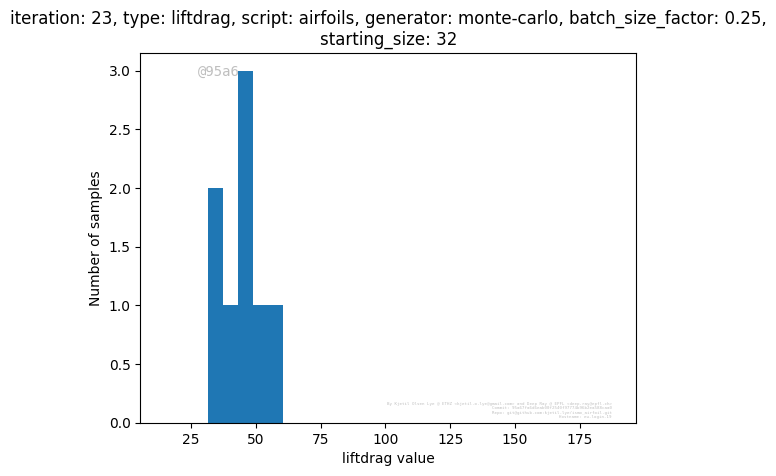 iteration: 23, type: liftdrag, script: airfoils, generator: monte-carlo, batch_size_factor: 0.25,
starting_size: 32
@95a6
3.0
2.5
2.0
1.5
1.0
0.5
0.0
Number of samples
25
50
75
100
125
150
175
liftdrag value